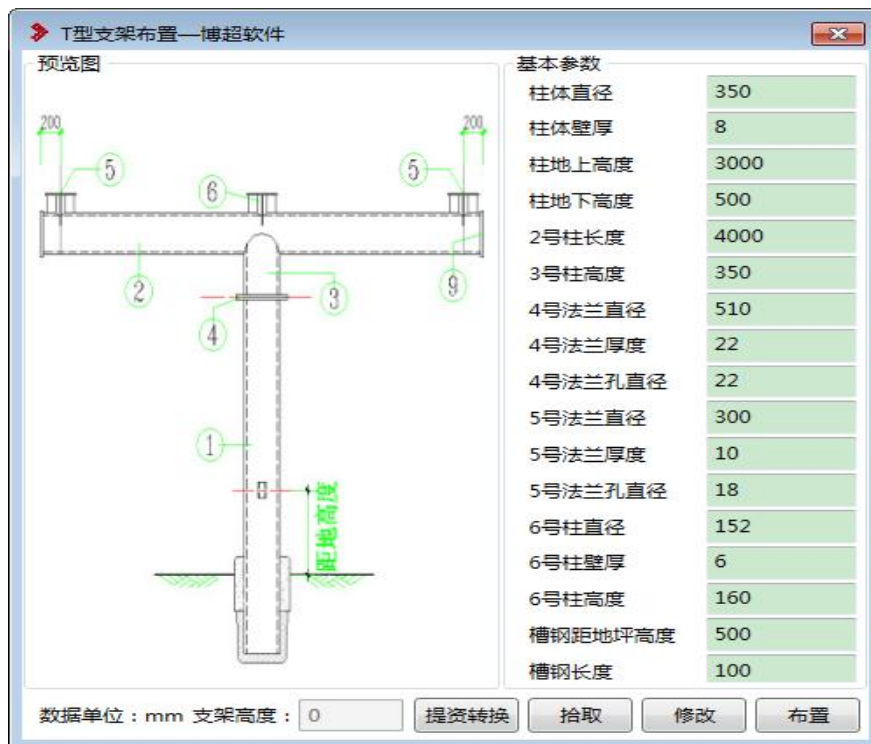 T型支架布置—博超软件
预览图
200
200
5
5
6
2
3
9
4
1
距地高度
基本参数
柱体直径 350
柱体壁厚 8
柱地上高度 3000
柱地下高度 500
2号柱长度 4000
3号柱高度 350
4号法兰直径 510
4号法兰厚度 22
4号法兰孔直径 22
5号法兰直径 300
5号法兰厚度 10
5号法兰孔直径 18
6号柱直径 152
6号柱壁厚 6
6号柱高度 160
槽钢距地坪高度 500
槽钢长度 100
数据单位：mm 支架高度： 0 提资转换 拾取 修改 布置